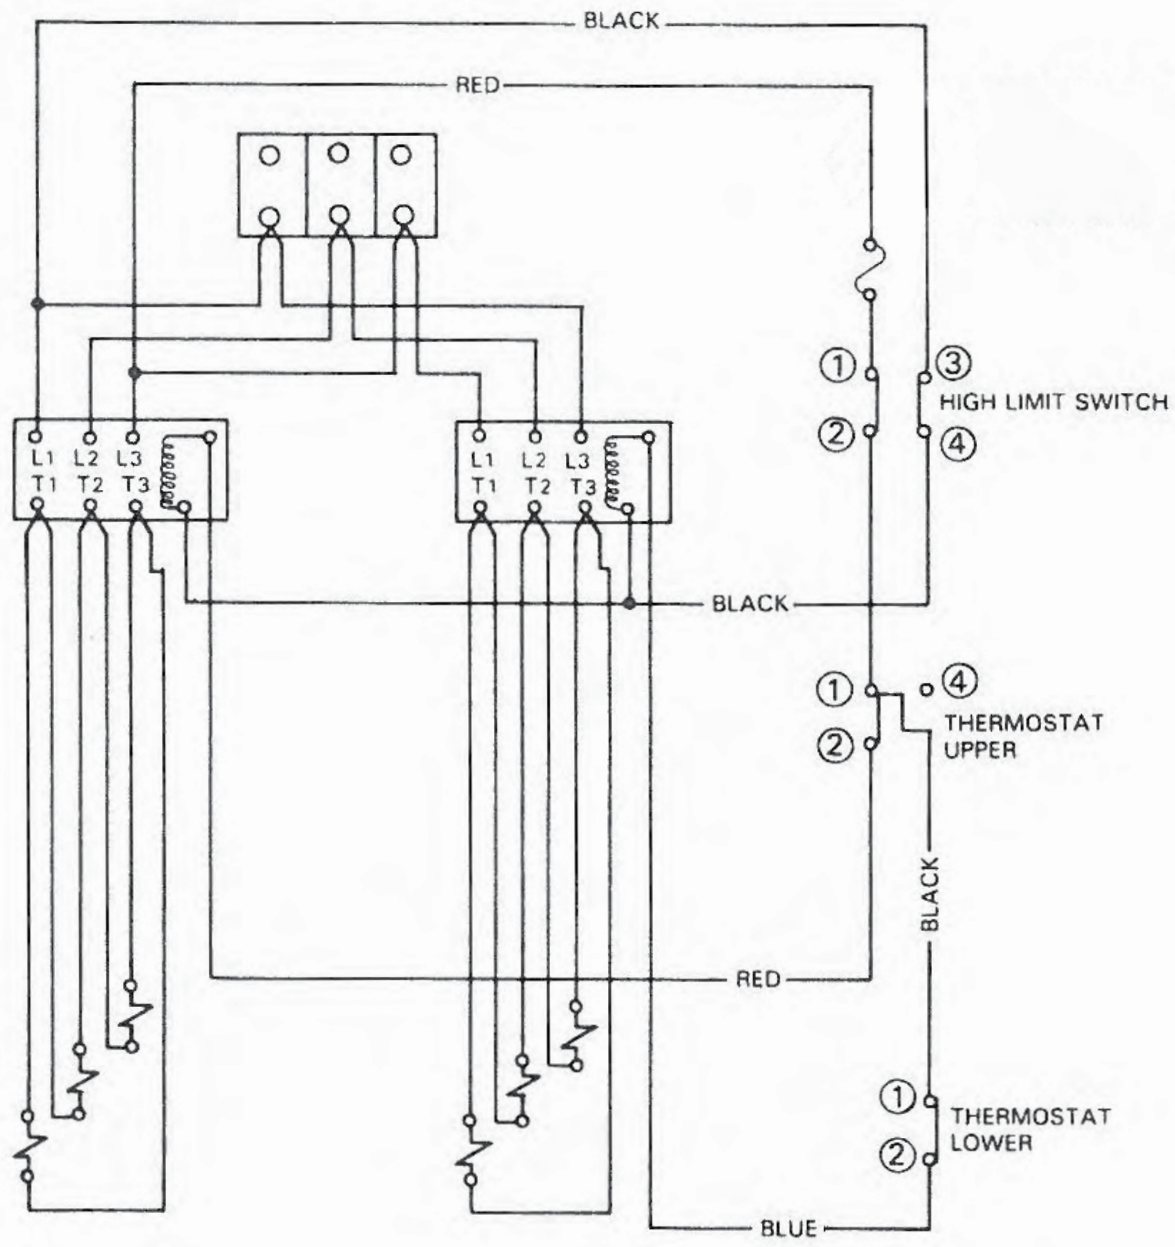 BLACK
RED
1
3
HIGH LIMIT SWITCH
2
4
L1 L2 L3
T1 T2 T3
L1 L2 L3
T1 T2 T3
BLACK
1
4
THERMOSTAT
UPPER
2
BLACK
RED
1
THERMOSTAT
LOWER
2
BLUE